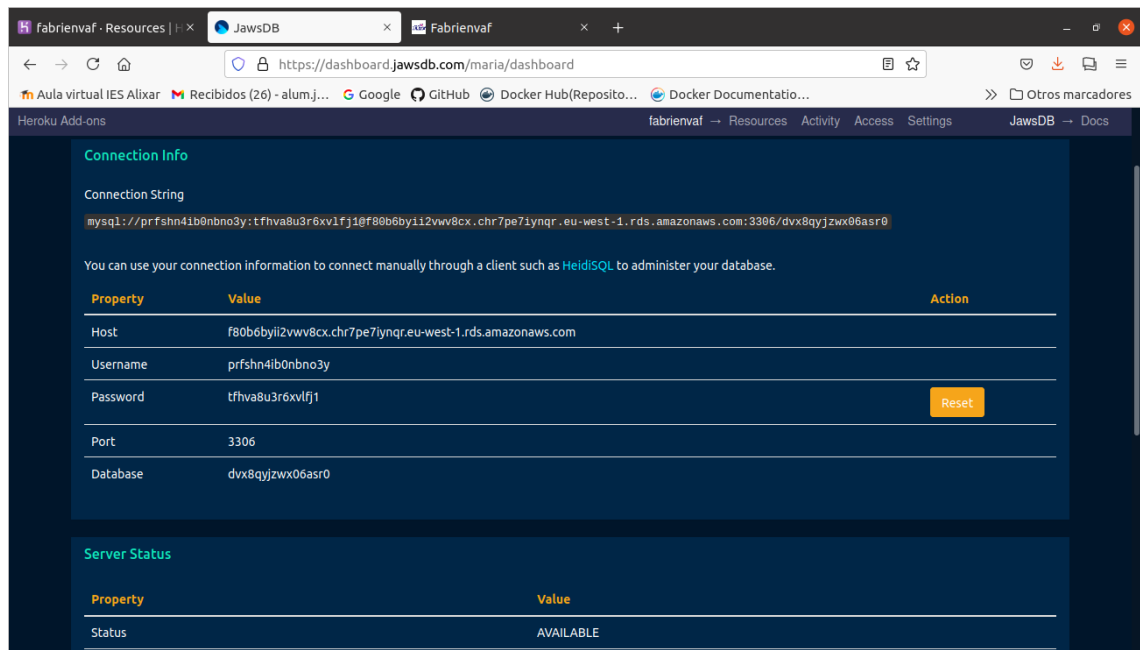 fabrienvaf · Resources | H
JawsDB
Fabrienvaf
https://dashboard.jawsdb.com/maria/dashboard
Aula virtual IES Alixar
Recibidos (26) - alum.j...
Google
GitHub
Docker Hub(Reposito...
Docker Documentatio...
Otros marcadores
Heroku Add-ons
fabrienvaf → Resources Activity Access Settings
JawsDB → Docs
Connection Info
Connection String
mysql://prfshn4ib0nbno3y:tfhva8u3r6xvlfj1@f80b6byii2vwv8cx.chr7pe7iynqr.eu-west-1.rds.amazonaws.com:3306/dvx8qyjzwx06asr0
You can use your connection information to connect manually through a client such as HeidiSQL to administer your database.
Property Value Action
Host f80b6byii2vwv8cx.chr7pe7iynqr.eu-west-1.rds.amazonaws.com
Username prfshn4ib0nbno3y
Password tfhva8u3r6xvlfj1 Reset
Port 3306
Database dvx8qyjzwx06asr0
Server Status
Property Value
Status AVAILABLE